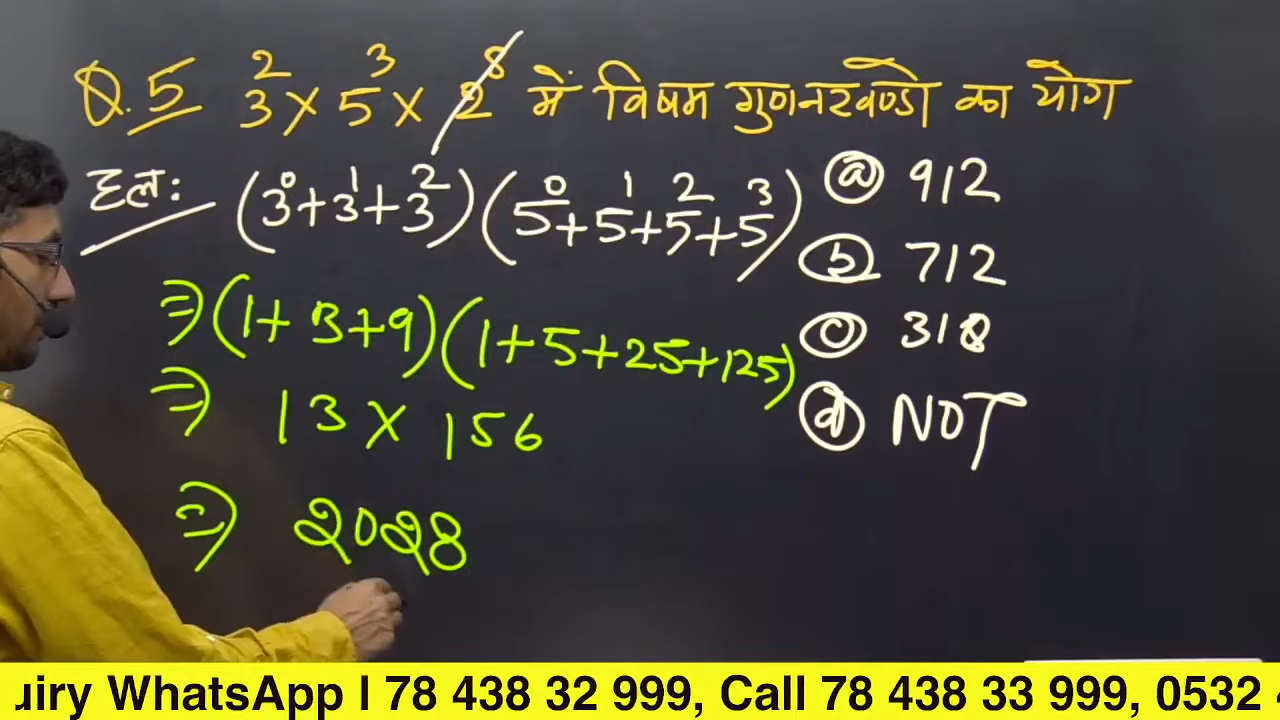 Q.5 3² × 5³ × 2⁸ में विषम गुणनखण्डो का योग
हल: (3⁰+3¹+3²)(5⁰+5¹+5²+5³)
⇒(1+3+9)(1+5+25+125)
⇒ 13 × 156
⇒ 2028
ⓐ 912
ⓑ 712
ⓒ 318
ⓓ NOT
uiry WhatsApp l 78 438 32 999, Call 78 438 33 999, 0532